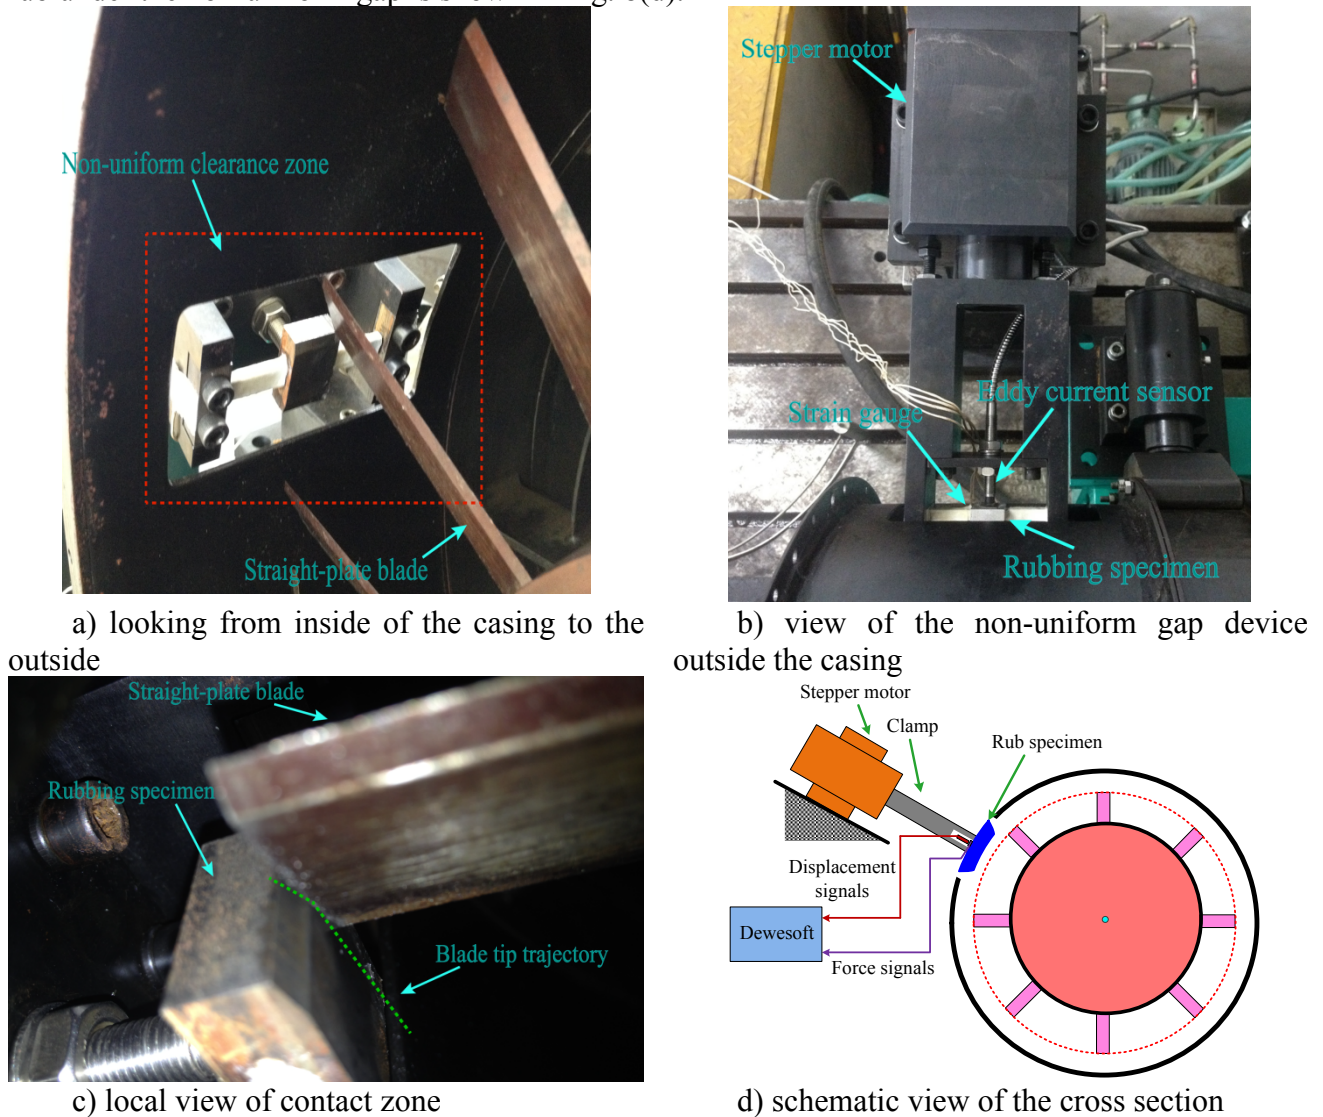 Stepper motor
Non-uniform clearance zone
Eddy current sensor
Strain gauge
Straight-plate blade
Rubbing specimen
a) looking from inside of the casing to the
outside
b) view of the non-uniform gap device
outside the casing
Straight-plate blade
Rubbing specimen
Blade tip trajectory
Stepper motor
Clamp
Rub specimen
Displacement
signals
Dewesoft
Force signals
c) local view of contact zone
d) schematic view of the cross section